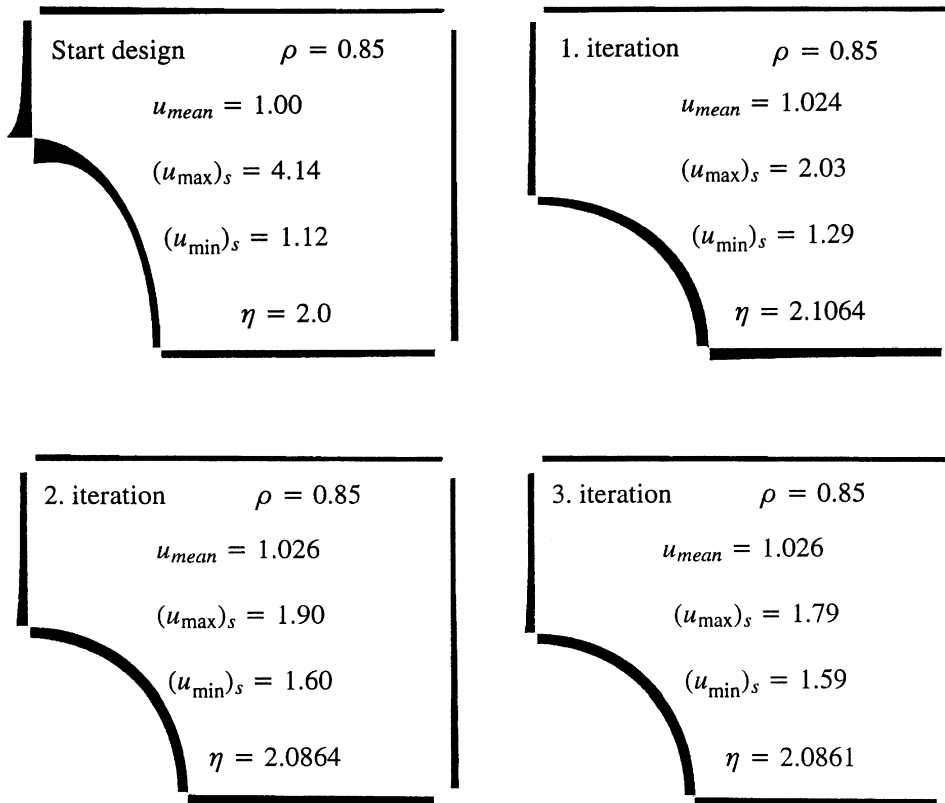 Start design ρ = 0.85
u_mean = 1.00
(u_max)_s = 4.14
(u_min)_s = 1.12
η = 2.0
1. iteration ρ = 0.85
u_mean = 1.024
(u_max)_s = 2.03
(u_min)_s = 1.29
η = 2.1064
2. iteration ρ = 0.85
u_mean = 1.026
(u_max)_s = 1.90
(u_min)_s = 1.60
η = 2.0864
3. iteration ρ = 0.85
u_mean = 1.026
(u_max)_s = 1.79
(u_min)_s = 1.59
η = 2.0861